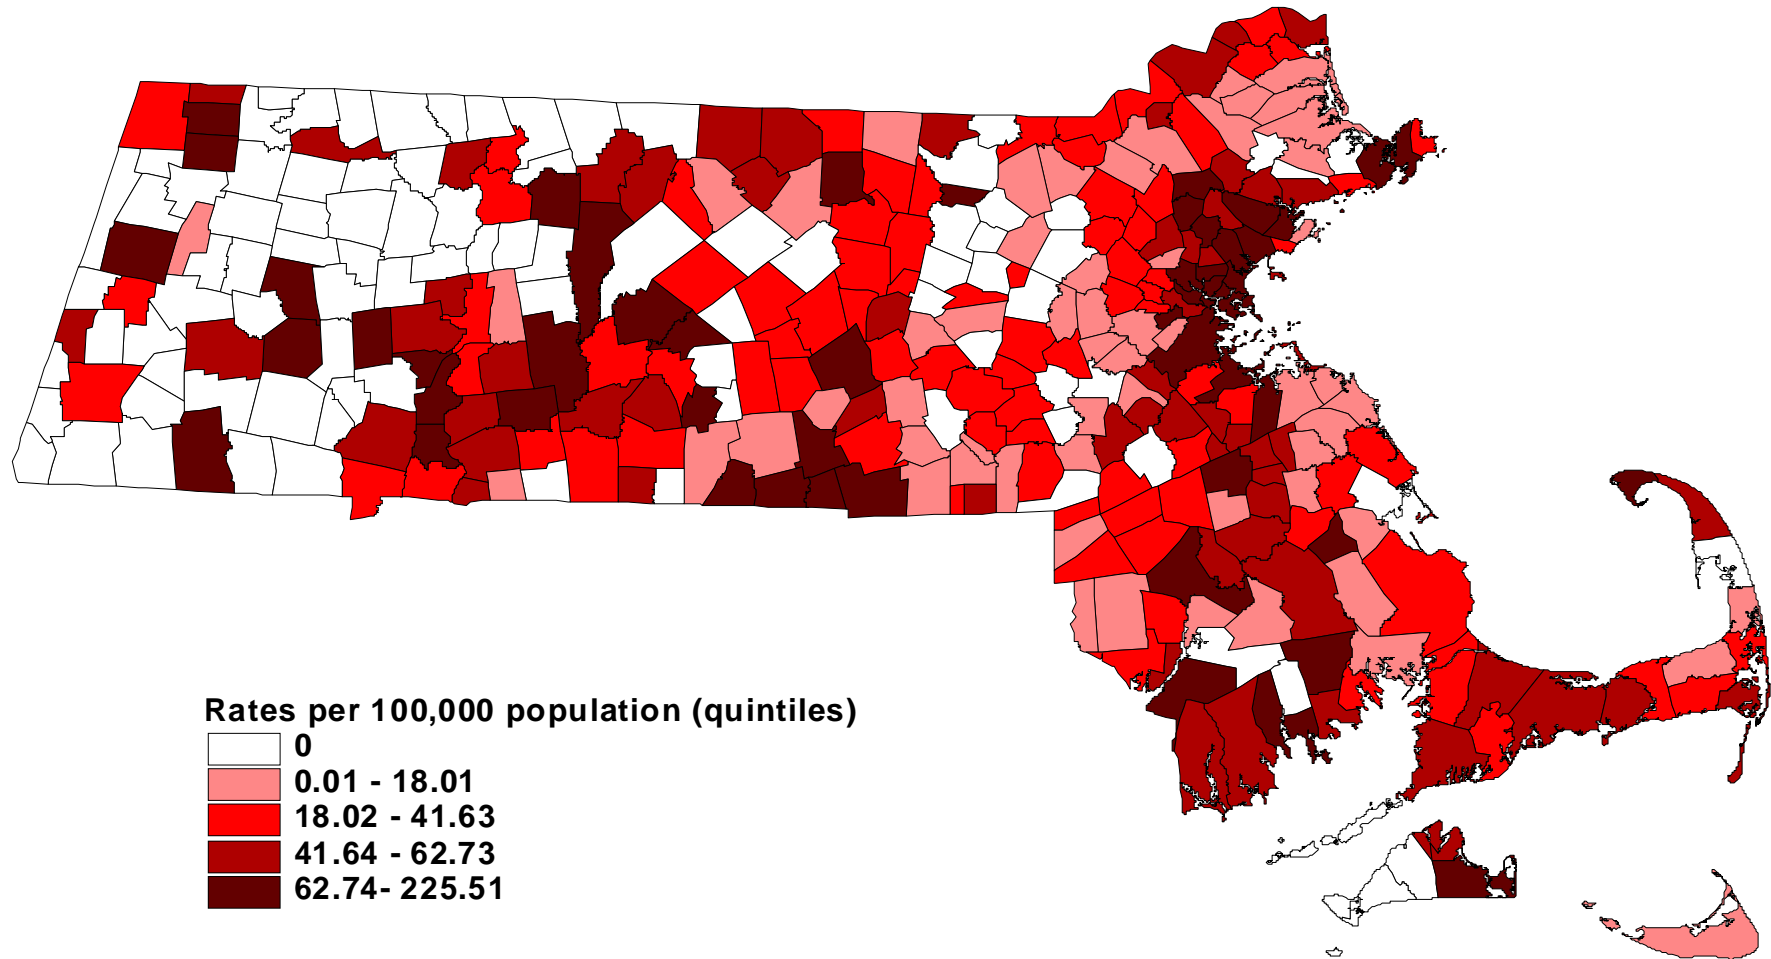 Rates per 100,000 population (quintiles)
0
0.01 - 18.01
18.02 - 41.63
41.64 - 62.73
62.74- 225.51